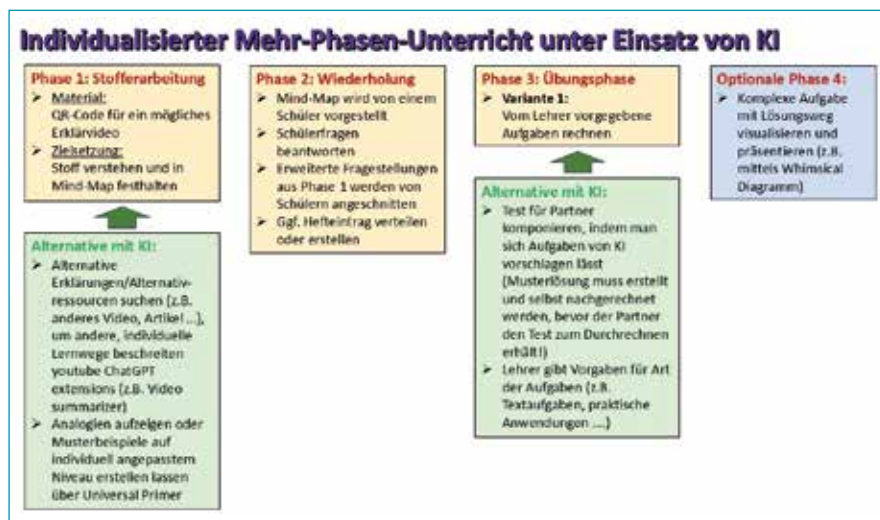 Individualisierter Mehr-Phasen-Unterricht unter Einsatz von KI
Phase 1: Stofferarbeitung
➢ Material:
QR-Code für ein mögliches
Erklärvideo
➢ Zielsetzung:
Stoff verstehen und in
Mind-Map festhalten
Alternative mit KI:
➢ Alternative
Erklärungen/Alternativ-
ressourcen suchen (z.B.
anderes Video, Artikel ...),
um andere, individuelle
Lernwege beschreiten
youtube ChatGPT
extensions (z.B. Video
summarizer)
➢ Analogien aufzeigen oder
Musterbeispiele auf
individuell angepasstem
Niveau erstellen lassen
über Universal Primer
Phase 2: Wiederholung
➢ Mind-Map wird von einem
Schüler vorgestellt
➢ Schülerfragen
beantworten
➢ Erweiterte Fragestellungen
aus Phase 1 werden von
Schülern angeschnitten
➢ Ggf. Hefteintrag verteilen
oder erstellen
Phase 3: Übungsphase
➢ Variante 1:
Vom Lehrer vorgegebene
Aufgaben rechnen
Alternative mit KI:
➢ Test für Partner
komponieren, indem man
sich Aufgaben von KI
vorschlagen lässt
(Musterlösung muss erstellt
und selbst nachgerechnet
werden, bevor der Partner
den Test zum Durchrechnen
erhält!)
➢ Lehrer gibt Vorgaben für Art
der Aufgaben (z.B.
Textaufgaben, praktische
Anwendungen ....)
Optionale Phase 4:
➢ Komplexe Aufgabe
mit Lösungsweg
visualisieren und
präsentieren (z.B.
mittels Whimsical
Diagramm)